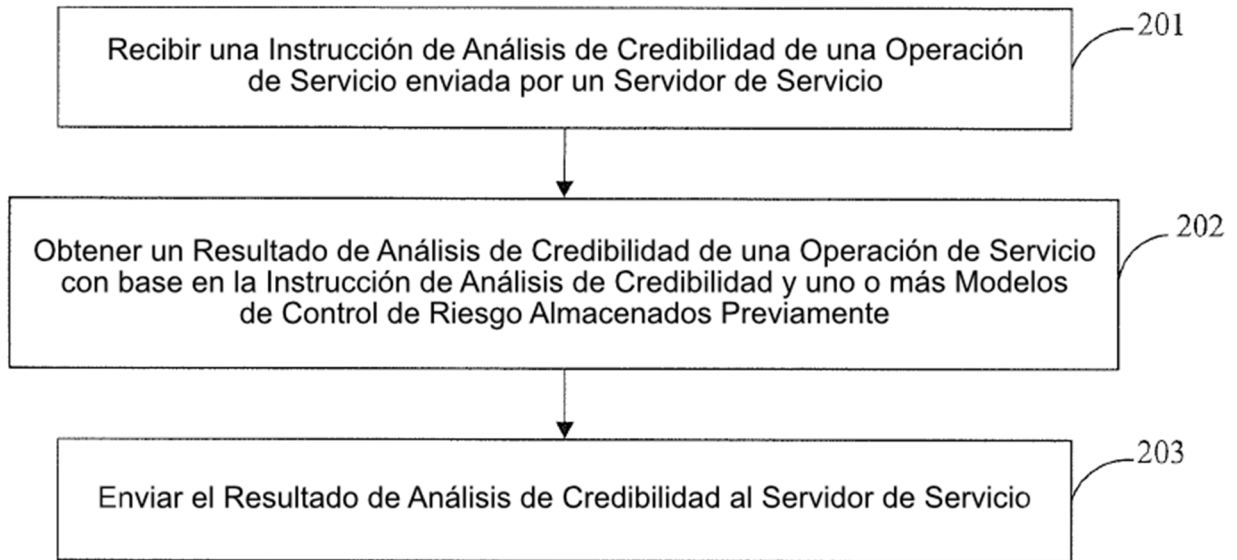 Recibir una Instrucción de Análisis de Credibilidad de una Operación
de Servicio enviada por un Servidor de Servicio
201
Obtener un Resultado de Análisis de Credibilidad de una Operación de Servicio
con base en la Instrucción de Análisis de Credibilidad y uno o más Modelos
de Control de Riesgo Almacenados Previamente
202
Enviar el Resultado de Análisis de Credibilidad al Servidor de Servicio
203